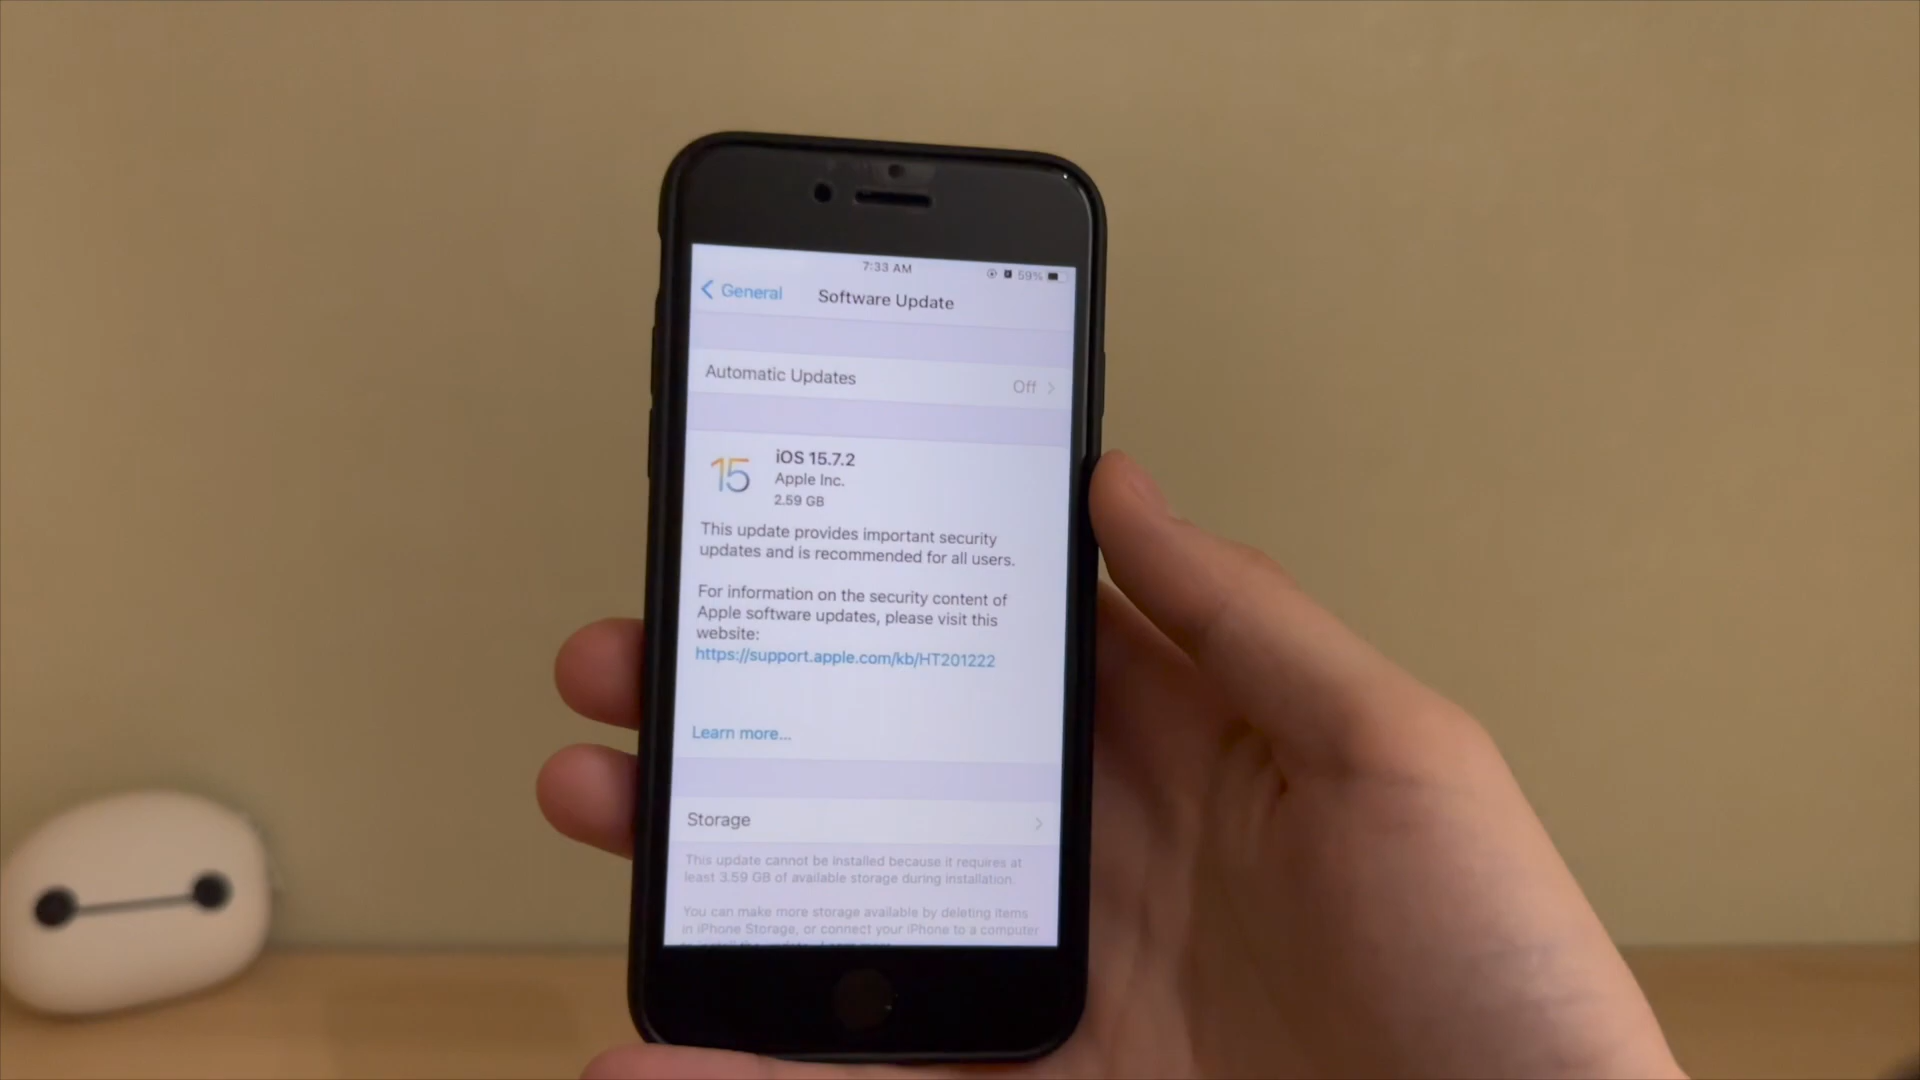 7:33 AM
59%
General
Software Update
Automatic Updates
Off
15
iOS 15.7.2
Apple Inc.
2.59 GB
This update provides important security
updates and is recommended for all users.
For information on the security content of
Apple software updates, please visit this
website:
https://support.apple.com/kb/HT201222
Learn more...
Storage
This update cannot be installed because it requires at
least 3.59 GB of available storage during installation.
You can make more storage available by deleting items
in iPhone Storage, or connect your iPhone to a computer